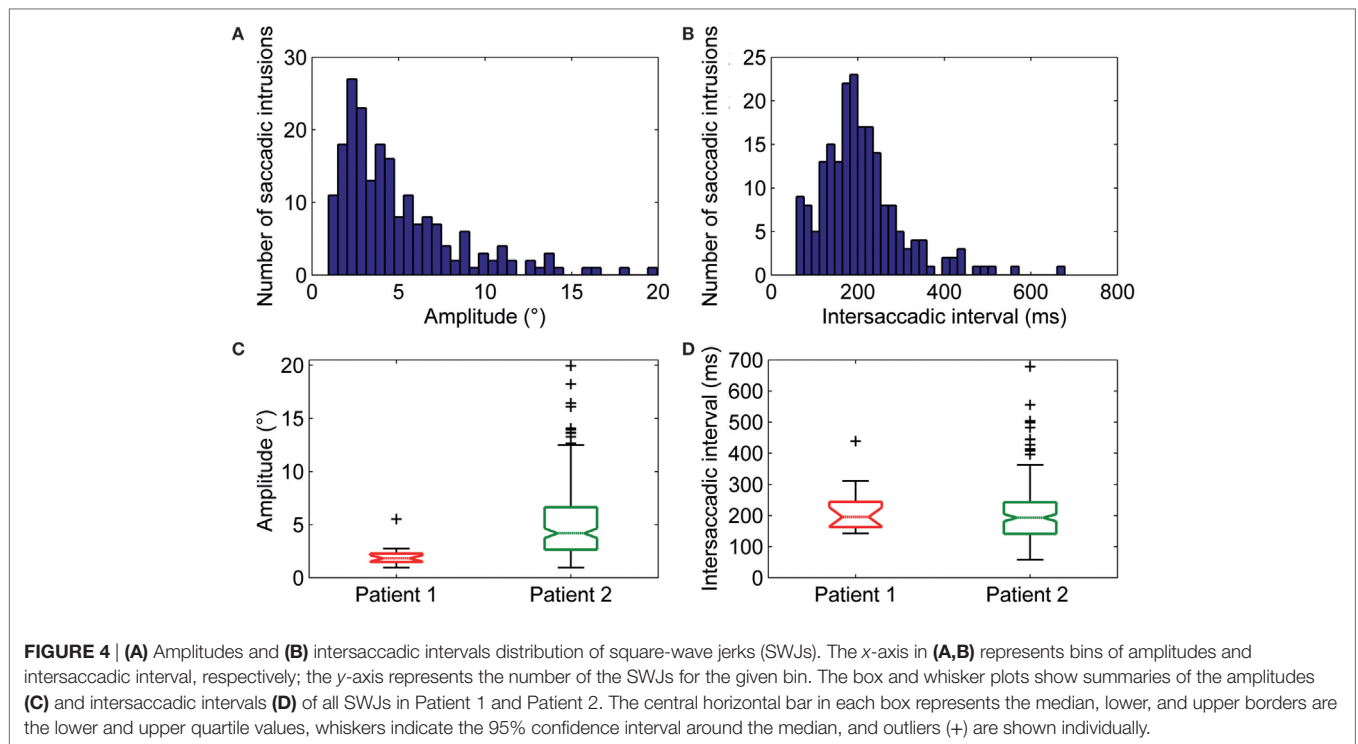 A
B
Number of saccadic intrusions
30
20
10
0
0 5 10 15 20
Amplitude (°)
Number of saccadic intrusions
25
20
15
10
5
0
0 200 400 600 800
Intersaccadic interval (ms)
C
D
Amplitude (°)
20
15
10
5
0
Patient 1 Patient 2
Intersaccadic interval (ms)
700
600
500
400
300
200
100
0
Patient 1 Patient 2
FIGURE 4 | (A) Amplitudes and (B) intersaccadic intervals distribution of square-wave jerks (SWJs). The x-axis in (A,B) represents bins of amplitudes and
intersaccadic interval, respectively; the y-axis represents the number of the SWJs for the given bin. The box and whisker plots show summaries of the amplitudes
(C) and intersaccadic intervals (D) of all SWJs in Patient 1 and Patient 2. The central horizontal bar in each box represents the median, lower, and upper borders are
the lower and upper quartile values, whiskers indicate the 95% confidence interval around the median, and outliers (+) are shown individually.